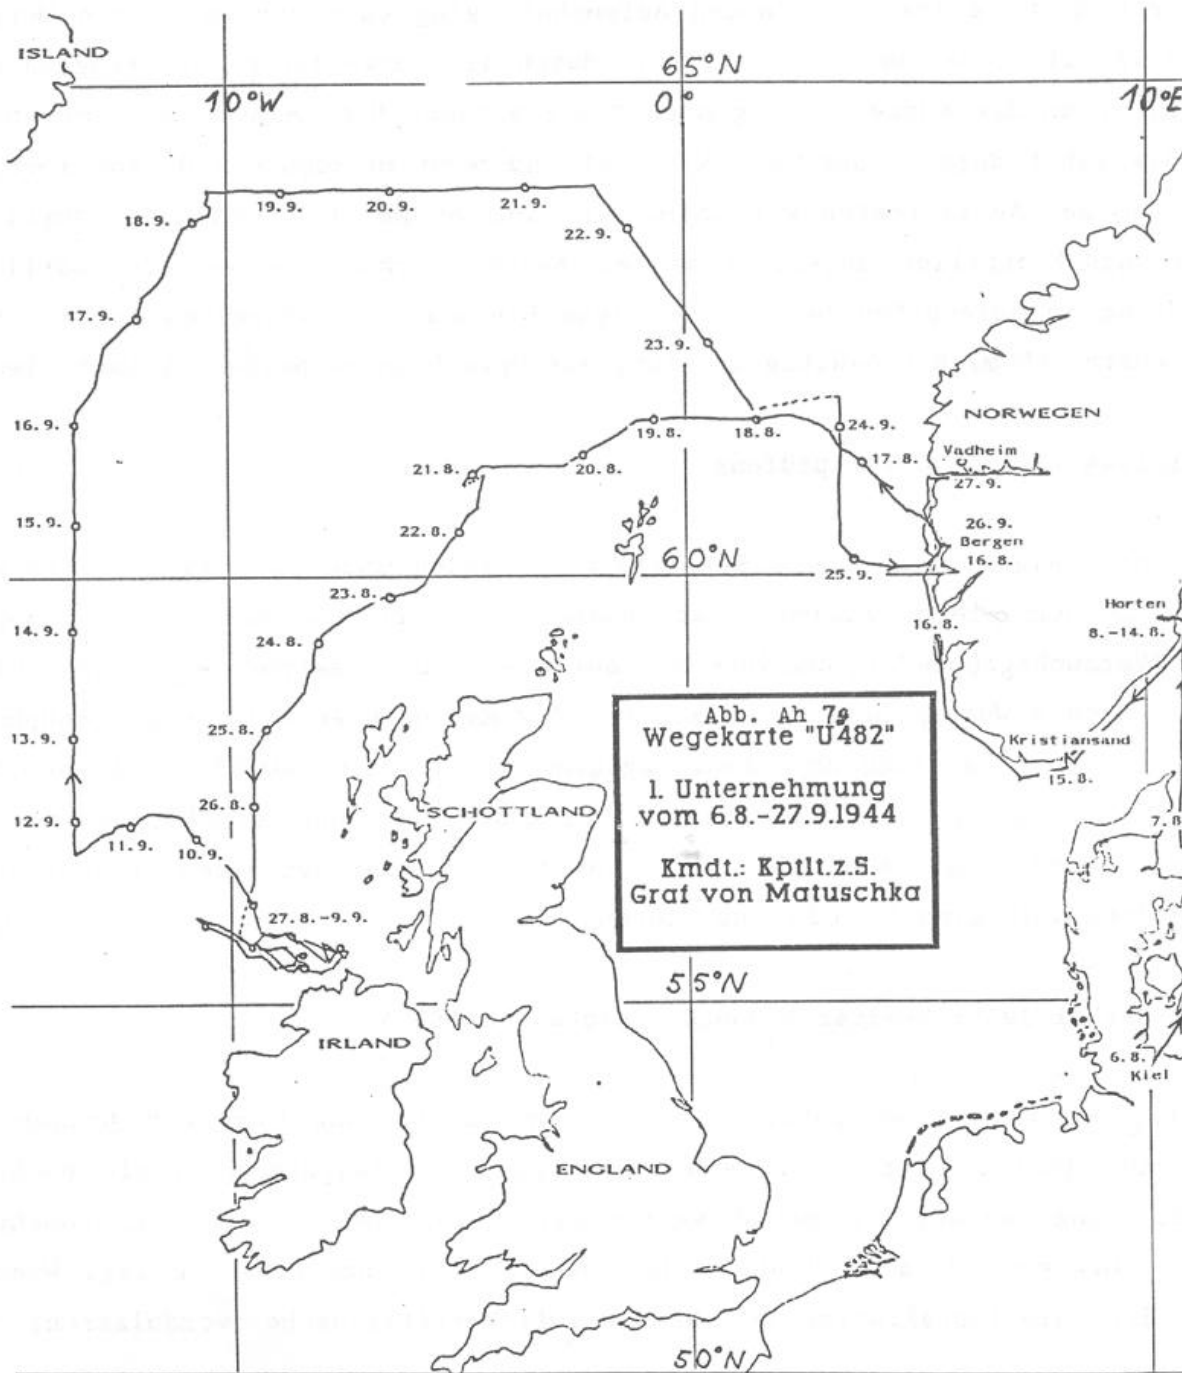 ISLAND
10°W
65°N
0°
10°E
18.9.
19.9.
20.9.
21.9.
22.9.
17.9.
23.9.
16.9.
19.8.
18.8.
24.9.
NORWEGEN
21.8.
20.8.
17.8.
Vadheim
27.9.
15.9.
22.8.
26.9.
Bergen
16.8.
60°N
25.9.
23.8.
14.9.
24.8.
16.8.
Horten
8.-14.8.
13.9.
25.8.
Kristiansand
15.8.
Abb. Ah 7a
Wegekarte "U482"
1. Unternehmung
vom 6.8.-27.9.1944
Kmdt.: Kptlt.z.S.
Graf von Matuschka
26.8.
SCHOTTLAND
12.9.
11.9.
10.9.
7.8
27.8.-9.9.
55°N
IRLAND
6.8.
Kiel
ENGLAND
50°N